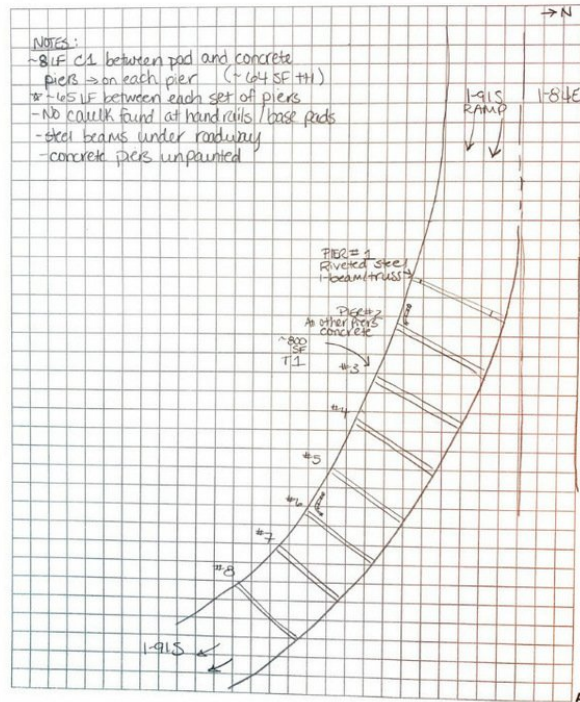 → N
NOTES:
~8 LF C1 between pad and concrete
piers → on each pier (~64 SF ttl)
* ~65 LF between each set of piers
- No caulk found at handrails / base pads
- steel beams under roadway
- concrete piers unpainted
I-91S
RAMP
I-84E
PIER #1
Riveted steel
I-beam/truss
PIER #2
As other piers
concrete
~800
SF
T1
#3
#4
#5
#6
#7
#8
I-91S